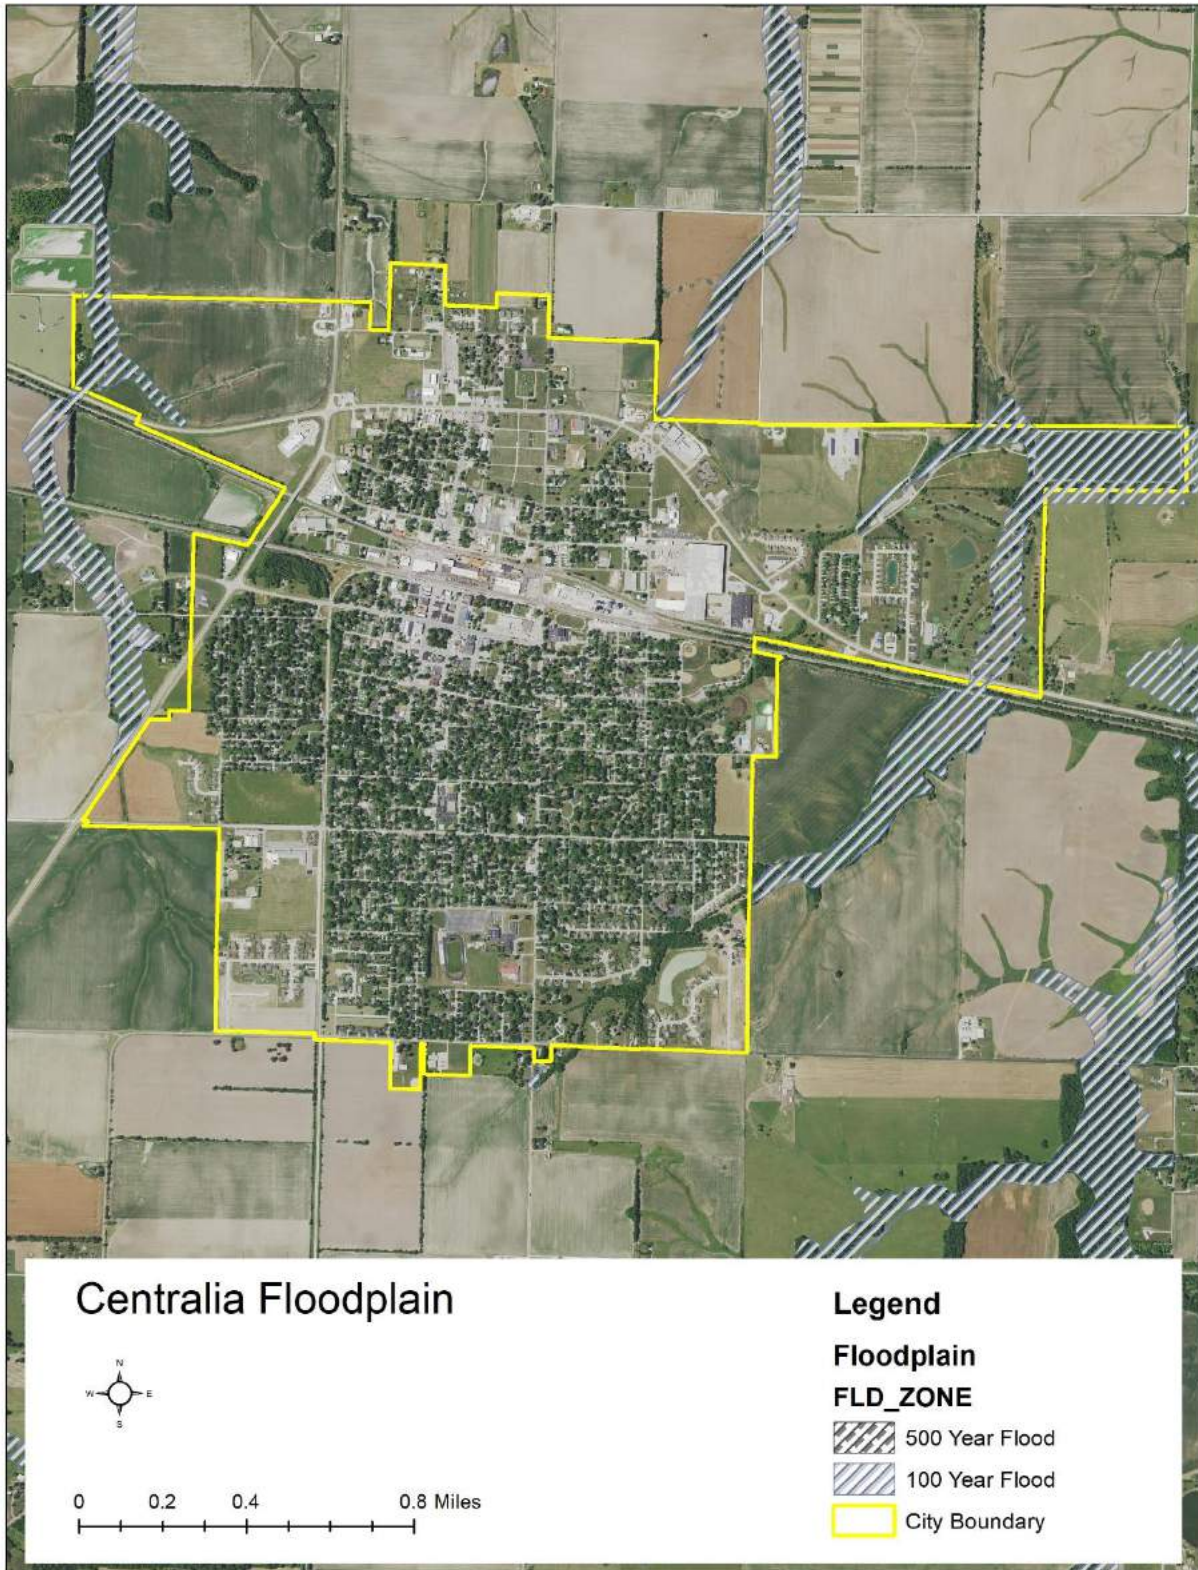 Centralia Floodplain
N
W E
S
0 0.2 0.4 0.8 Miles
Legend
Floodplain
FLD_ZONE
500 Year Flood
100 Year Flood
City Boundary